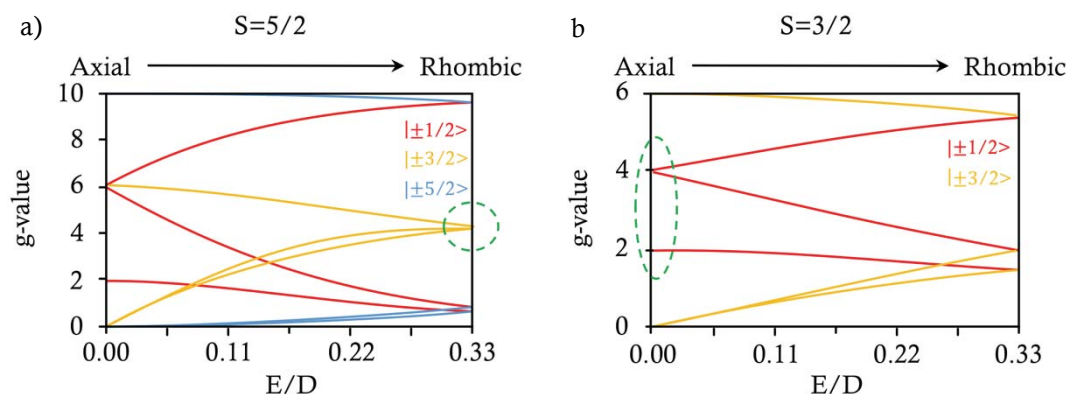 a)
S=5/2
Axial
Rhombic
10
8
6
4
2
0
g-value
|±1/2>
|±3/2>
|±5/2>
0.00
0.11
0.22
0.33
E/D
b
S=3/2
Axial
Rhombic
6
4
2
0
g-value
|±1/2>
|±3/2>
0.00
0.11
0.22
0.33
E/D